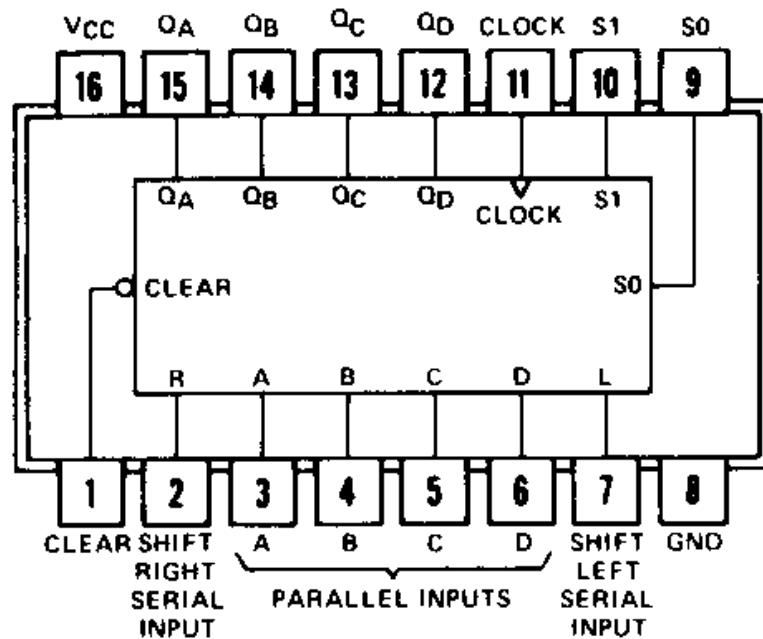 VCC QA QB QC QD CLOCK S1 S0
16 15 14 13 12 11 10 9
QA QB QC QD CLOCK S1
CLEAR S0
R A B C D L
1 2 3 4 5 6 7 8
CLEAR SHIFT RIGHT SERIAL INPUT A B C D SHIFT LEFT SERIAL INPUT GND
PARALLEL INPUTS